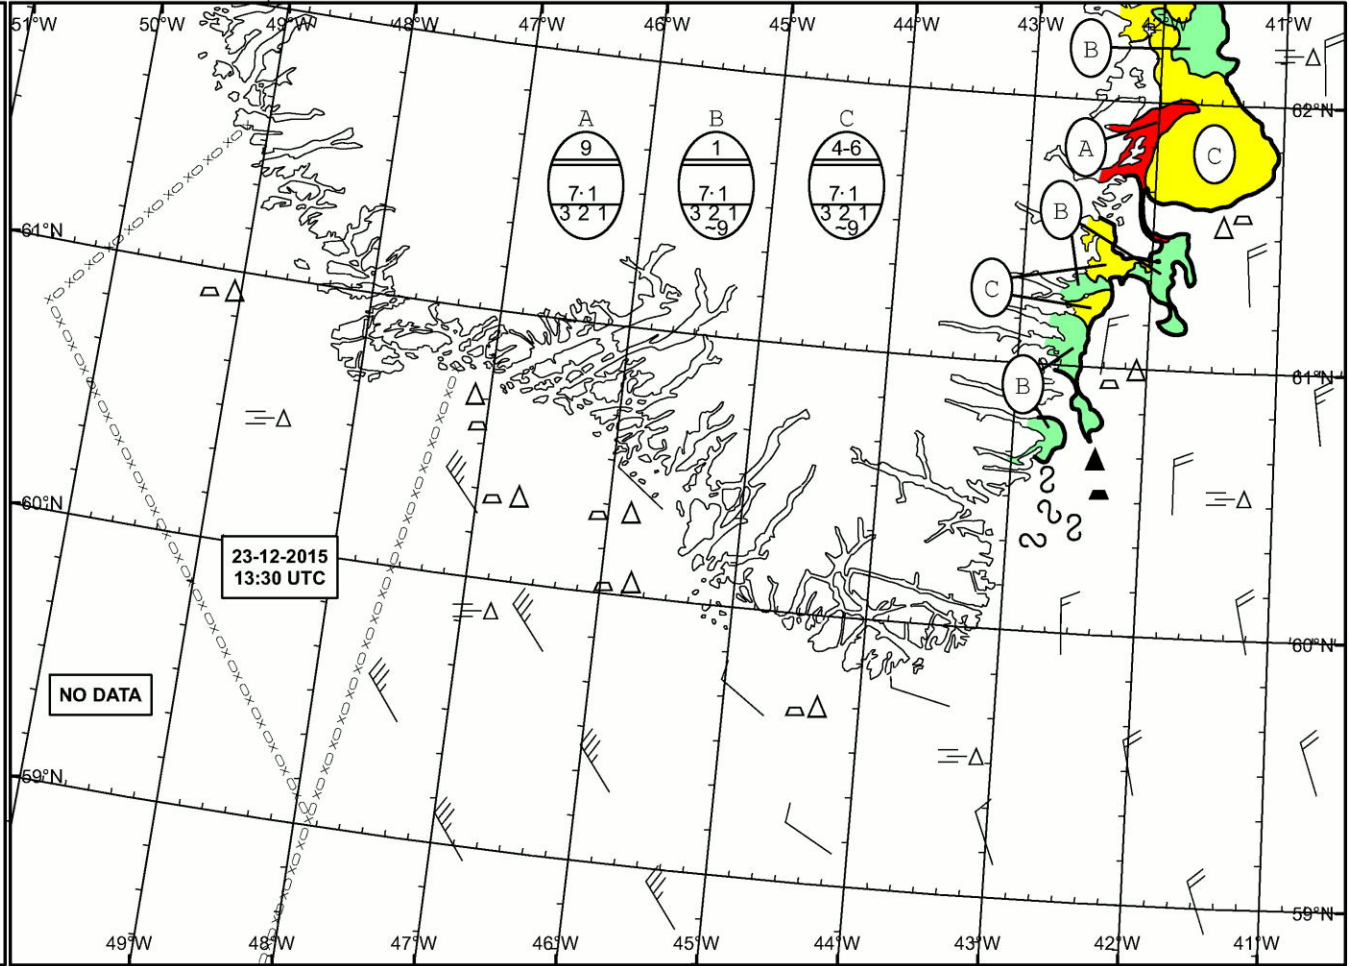 51°W 50°W 49°W 48°W 47°W 46°W 45°W 44°W 43°W 42°W 41°W
B
62°N
A B C
9 1 4-6
7·1 7·1 7·1
3 2 1 3 2 1 3 2 1
~9 ~9
A
C
B
61°N
C
61°N
B
60°N
23-12-2015
13:30 UTC
60°N
NO DATA
59°N
59°N
49°W 48°W 47°W 46°W 45°W 44°W 43°W 42°W 41°W